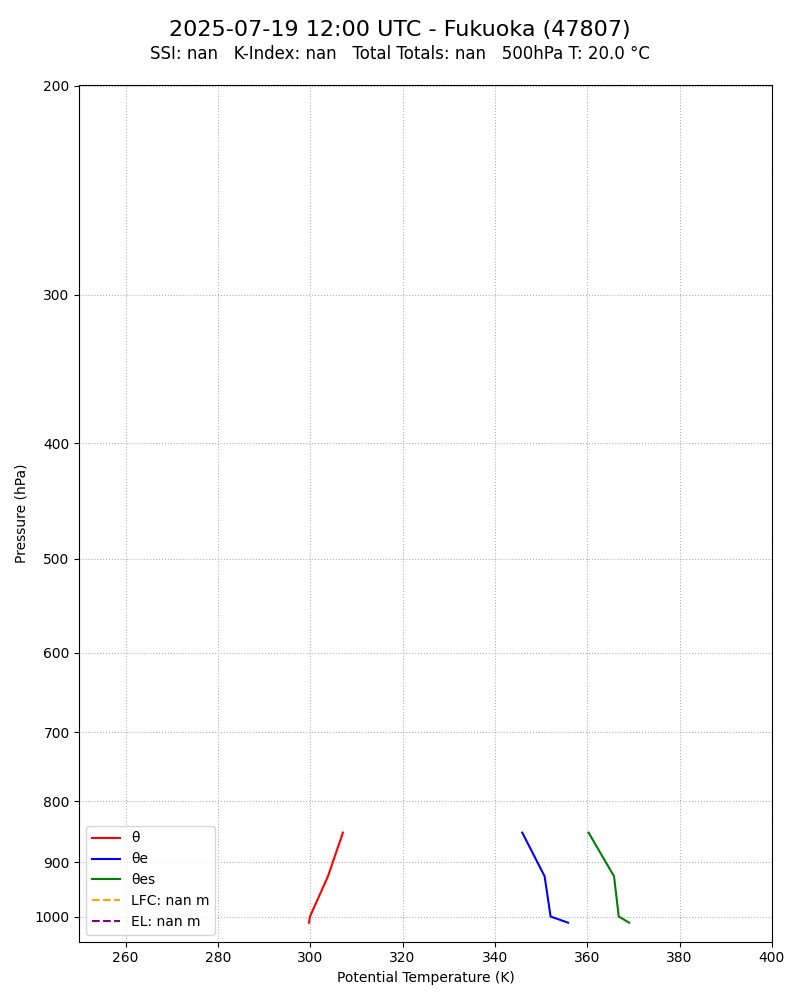 2025-07-19 12:00 UTC - Fukuoka (47807)
SSI: nan   K-Index: nan   Total Totals: nan   500hPa T: 20.0 °C
200
300
400
500
600
700
800
900
1000
Pressure (hPa)
θ
θe
θes
LFC: nan m
EL: nan m
260 280 300 320 340 360 380 400
Potential Temperature (K)